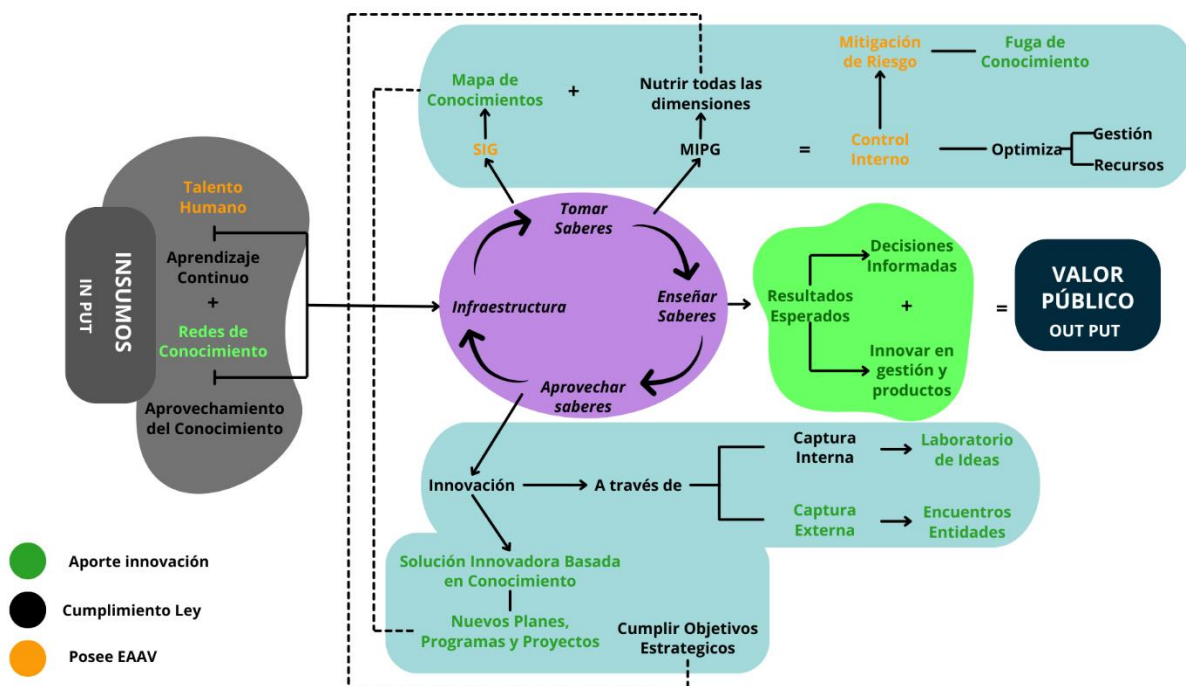 Mitigación
de Riesgo
Fuga de
Conocimiento
Mapa de
Conocimientos
+
Nutrir todas las
dimensiones
SIG
MIPG
=
Control
Interno
Optimiza
Gestión
Recursos
INSUMOS
IN PUT
Talento
Humano
Aprendizaje
Continuo
+
Redes de
Conocimiento
Aprovechamiento
del Conocimiento
Tomar
Saberes
Infraestructura
Enseñar
Saberes
Aprovechar
saberes
Resultados
Esperados
Decisiones
Informadas
+
Innovar en
gestión y
productos
=
VALOR
PÚBLICO
OUT PUT
Innovación
A través de
Captura
Interna
Laboratorio
de Ideas
Captura
Externa
Encuentros
Entidades
Solución Innovadora Basada
en Conocimiento
Nuevos Planes,
Programas y Proyectos
Cumplir Objetivos
Estrategicos
Aporte innovación
Cumplimiento Ley
Posee EAAV